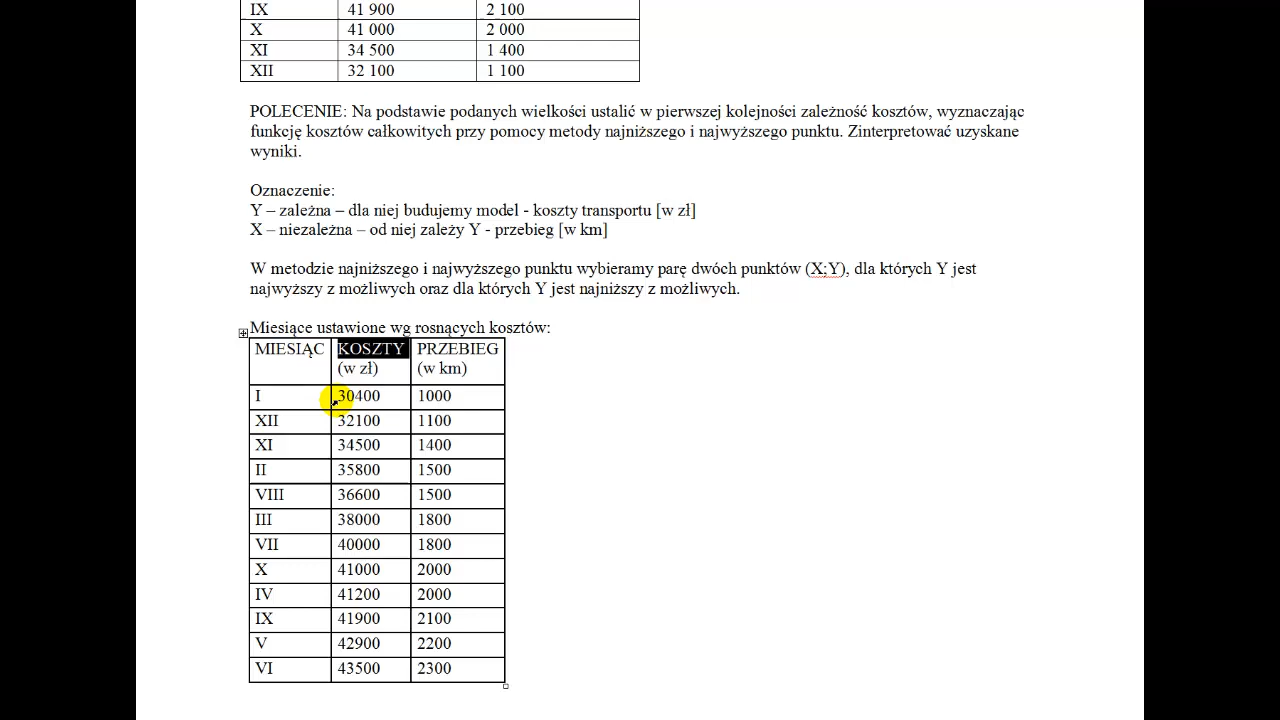 IX 41 900 2 100
X 41 000 2 000
XI 34 500 1 400
XII 32 100 1 100
POLECENIE: Na podstawie podanych wielkości ustalić w pierwszej kolejności zależność kosztów, wyznaczając
funkcję kosztów całkowitych przy pomocy metody najniższego i najwyższego punktu. Zinterpretować uzyskane
wyniki.
Oznaczenie:
Y – zależna – dla niej budujemy model - koszty transportu [w zł]
X – niezależna – od niej zależy Y - przebieg [w km]
W metodzie najniższego i najwyższego punktu wybieramy parę dwóch punktów (X;Y), dla których Y jest
najwyższy z możliwych oraz dla których Y jest najniższy z możliwych.
Miesiące ustawione wg rosnących kosztów:
MIESIĄC KOSZTY PRZEBIEG
(w zł) (w km)
I 30400 1000
XII 32100 1100
XI 34500 1400
II 35800 1500
VIII 36600 1500
III 38000 1800
VII 40000 1800
X 41000 2000
IV 41200 2000
IX 41900 2100
V 42900 2200
VI 43500 2300